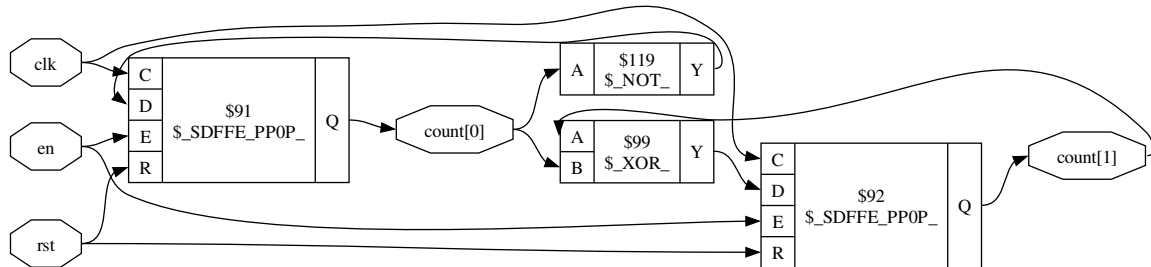 clk
en
rst
C
D
E
R
$91
$_SDFFE_PP0P_
Q
count[0]
A
$119
$_NOT_
Y
A
B
$99
$_XOR_
Y
C
D
E
R
$92
$_SDFFE_PP0P_
Q
count[1]